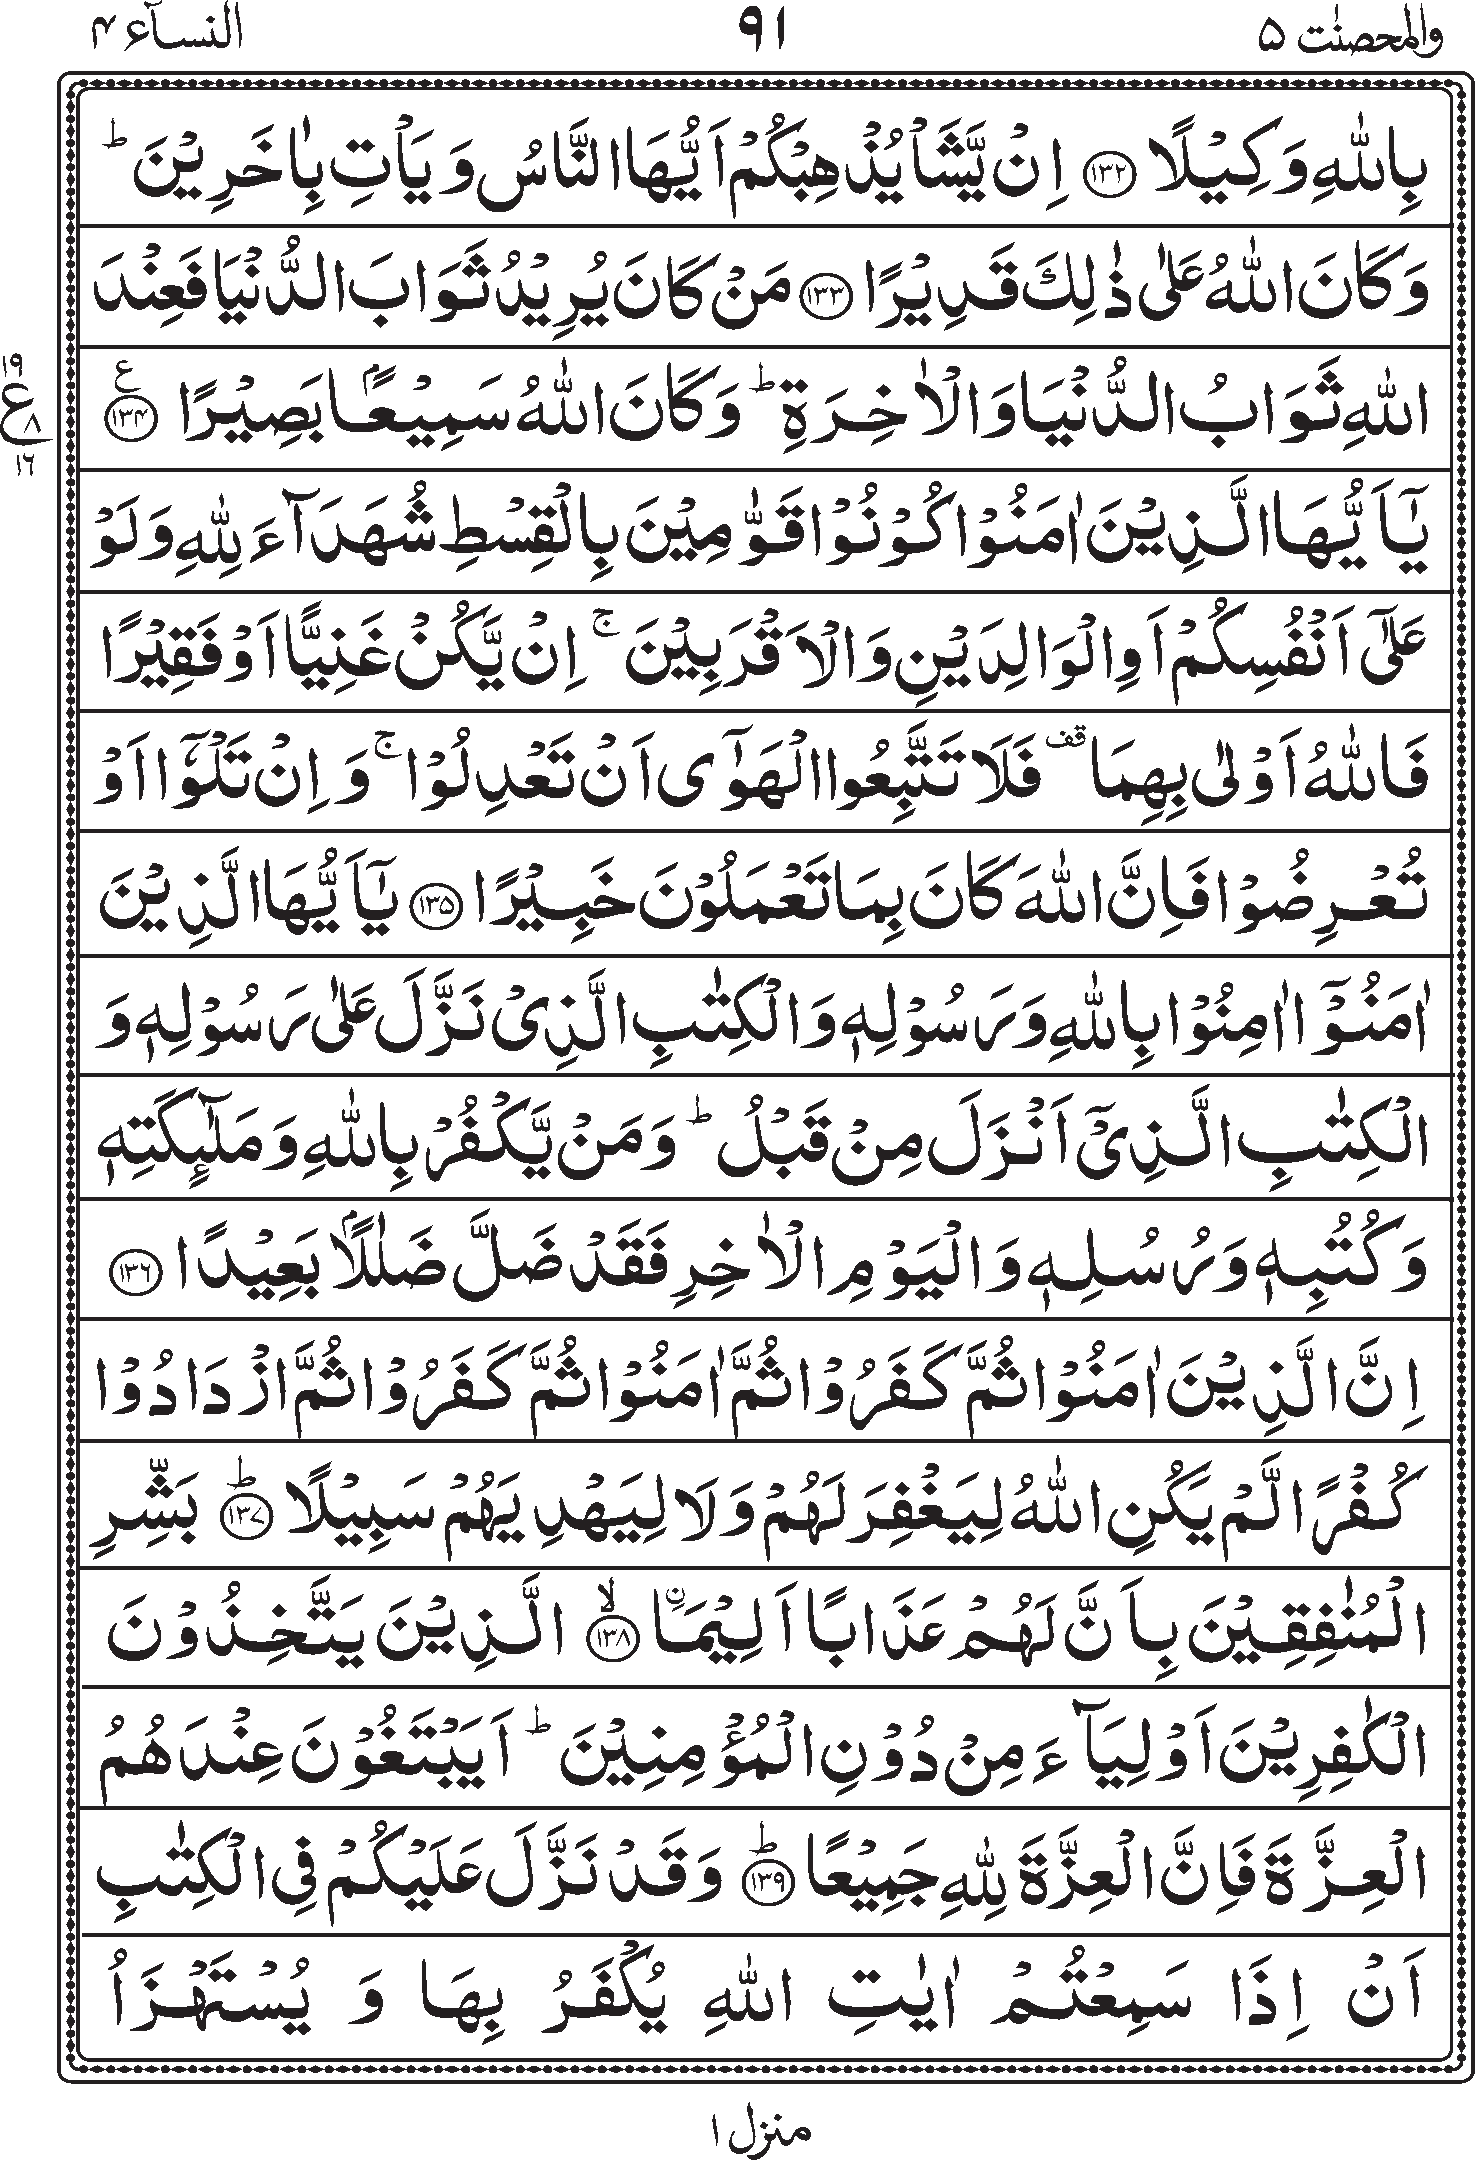 والمحصنٰت ۵ ۹۱ النسآء ۴
بِاللّٰهِ وَكِيْلًا ۝۱۳۲ اِنْ يَّشَاْ يُذْهِبْكُمْ اَيُّهَا النَّاسُ وَيَاْتِ بِاٰخَرِيْنَ ؕ
وَكَانَ اللّٰهُ عَلٰى ذٰلِكَ قَدِيْرًا ۝۱۳۳ مَنْ كَانَ يُرِيْدُ ثَوَابَ الدُّنْيَا فَعِنْدَ
اللّٰهِ ثَوَابُ الدُّنْيَا وَالْاٰخِرَةِ ؕ وَكَانَ اللّٰهُ سَمِيْعًۢا بَصِيْرًا ۝۱۳۴ ع
۱۹ ع ۸ ۱۶
يٰۤاَيُّهَا الَّذِيْنَ اٰمَنُوْا كُوْنُوْا قَوّٰمِيْنَ بِالْقِسْطِ شُهَدَآءَ لِلّٰهِ وَلَوْ
عَلٰۤى اَنْفُسِكُمْ اَوِ الْوَالِدَيْنِ وَالْاَقْرَبِيْنَ ۚ اِنْ يَّكُنْ غَنِيًّا اَوْ فَقِيْرًا
فَاللّٰهُ اَوْلٰى بِهِمَا قف فَلَا تَتَّبِعُوا الْهَوٰۤى اَنْ تَعْدِلُوْا ۚ وَاِنْ تَلْوٗۤا اَوْ
تُعْرِضُوْا فَاِنَّ اللّٰهَ كَانَ بِمَا تَعْمَلُوْنَ خَبِيْرًا ۝۱۳۵ يٰۤاَيُّهَا الَّذِيْنَ
اٰمَنُوْۤا اٰمِنُوْا بِاللّٰهِ وَرَسُوْلِهٖ وَالْكِتٰبِ الَّذِيْ نَزَّلَ عَلٰى رَسُوْلِهٖ وَ
الْكِتٰبِ الَّذِيْۤ اَنْزَلَ مِنْ قَبْلُ ؕ وَمَنْ يَّكْفُرْ بِاللّٰهِ وَمَلٰٓئِكَتِهٖ
وَكُتُبِهٖ وَرُسُلِهٖ وَالْيَوْمِ الْاٰخِرِ فَقَدْ ضَلَّ ضَلٰلًۢا بَعِيْدًا ۝۱۳۶
اِنَّ الَّذِيْنَ اٰمَنُوْا ثُمَّ كَفَرُوْا ثُمَّ اٰمَنُوْا ثُمَّ كَفَرُوْا ثُمَّ ازْدَادُوْا
كُفْرًا لَّمْ يَكُنِ اللّٰهُ لِيَغْفِرَ لَهُمْ وَلَا لِيَهْدِيَهُمْ سَبِيْلًا ؕ۝۱۳۷ بَشِّرِ
الْمُنٰفِقِيْنَ بِاَنَّ لَهُمْ عَذَابًا اَلِيْمَاۨ ۙ۝۱۳۸ الَّذِيْنَ يَتَّخِذُوْنَ
الْكٰفِرِيْنَ اَوْلِيَآءَ مِنْ دُوْنِ الْمُؤْمِنِيْنَ ؕ اَيَبْتَغُوْنَ عِنْدَهُمُ
الْعِزَّةَ فَاِنَّ الْعِزَّةَ لِلّٰهِ جَمِيْعًا ؕ۝۱۳۹ وَقَدْ نَزَّلَ عَلَيْكُمْ فِى الْكِتٰبِ
اَنْ اِذَا سَمِعْتُمْ اٰيٰتِ اللّٰهِ يُكْفَرُ بِهَا وَ يُسْتَهْزَاُ
منزل ۱